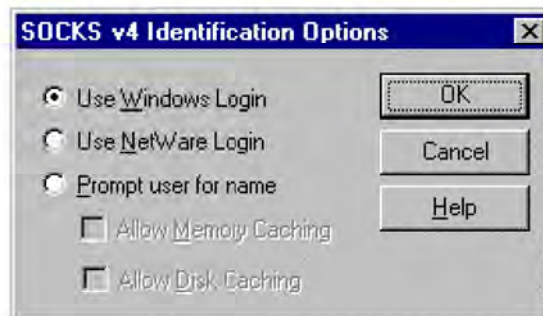 SOCKS v4 Identification Options
Use Windows Login
OK
Use NetWare Login
Cancel
Prompt user for name
Help
Allow Memory Caching
Allow Disk Caching